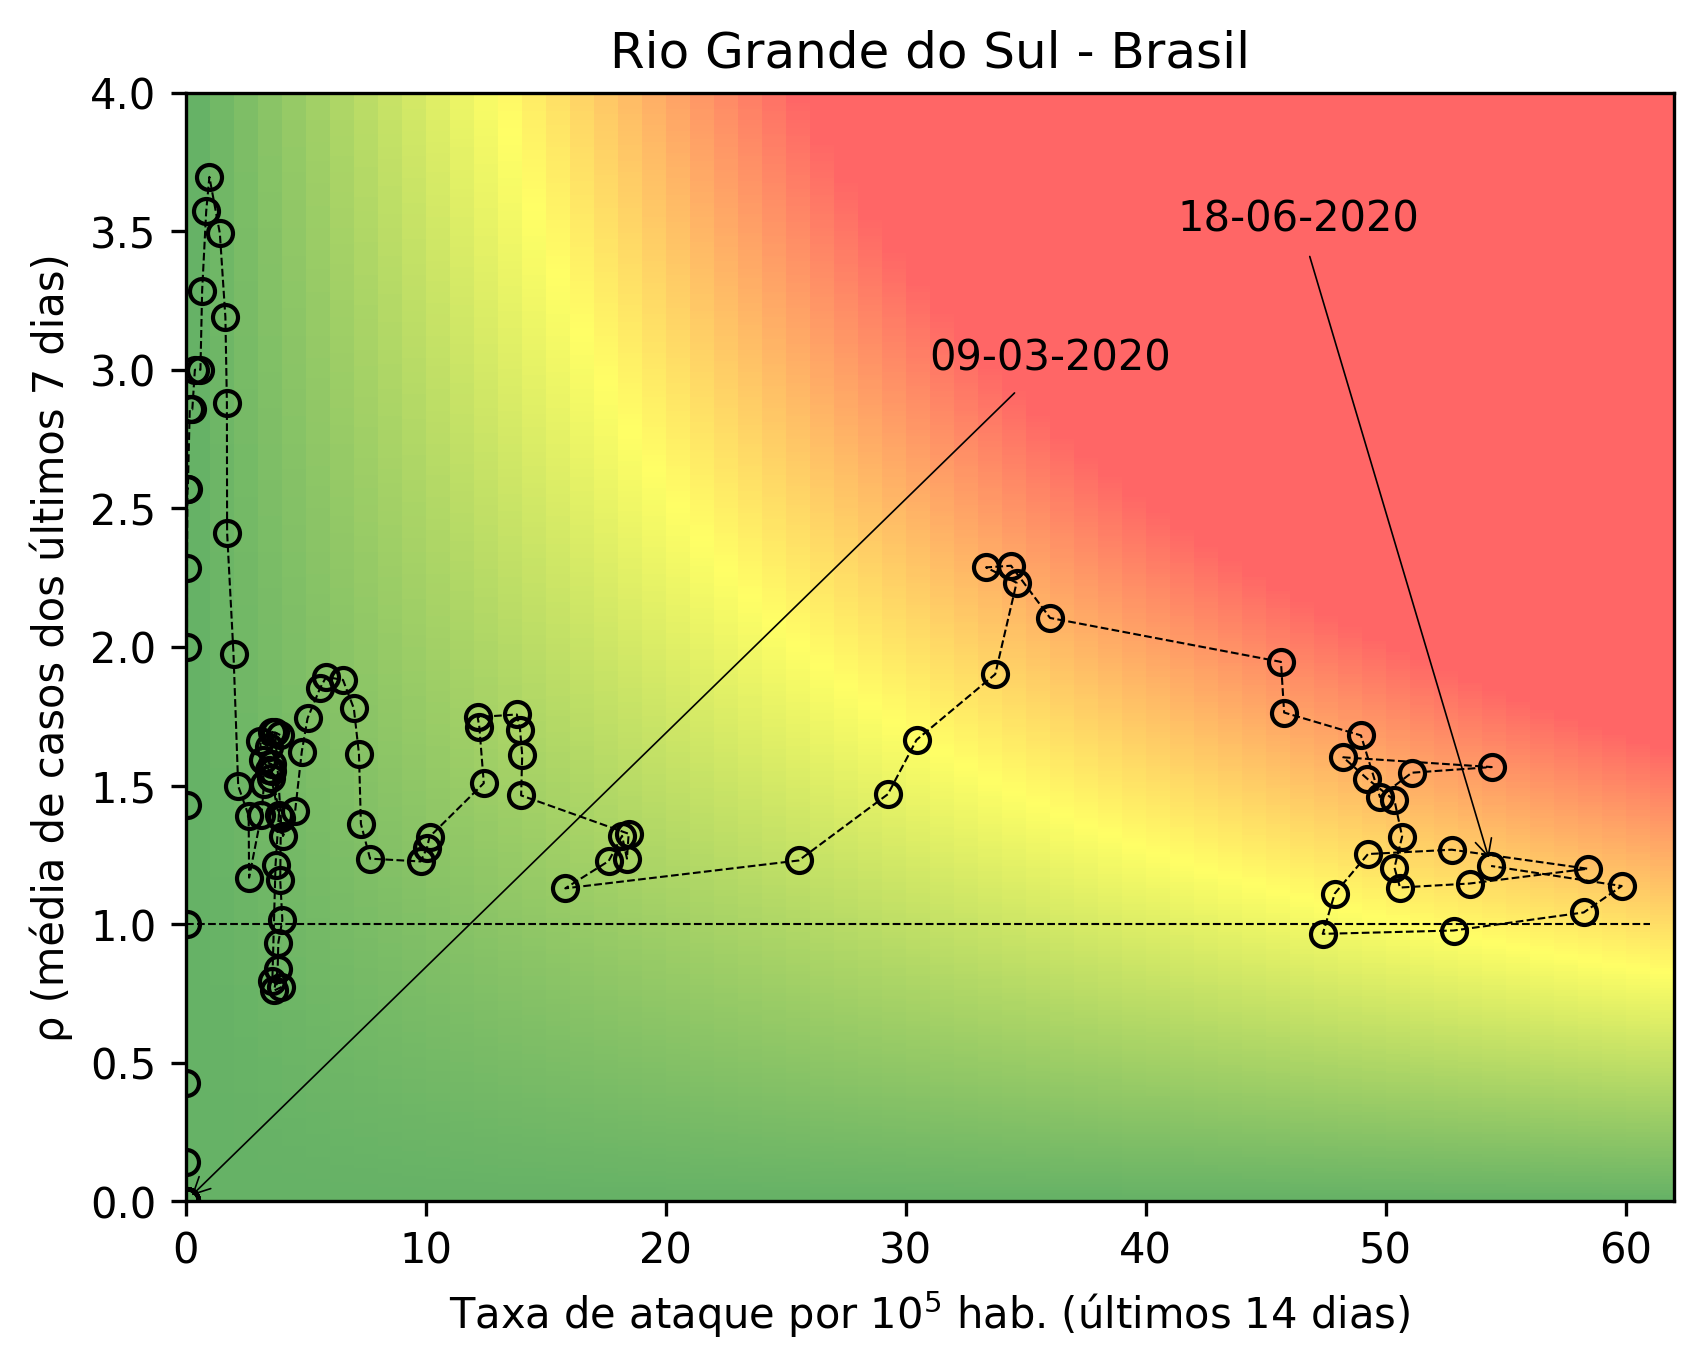 Rio Grande do Sul - Brasil
4.0
3.5
3.0
2.5
2.0
1.5
1.0
0.5
0.0
ρ (média de casos dos últimos 7 dias)
18-06-2020
09-03-2020
0 10 20 30 40 50 60
Taxa de ataque por 10⁵ hab. (últimos 14 dias)